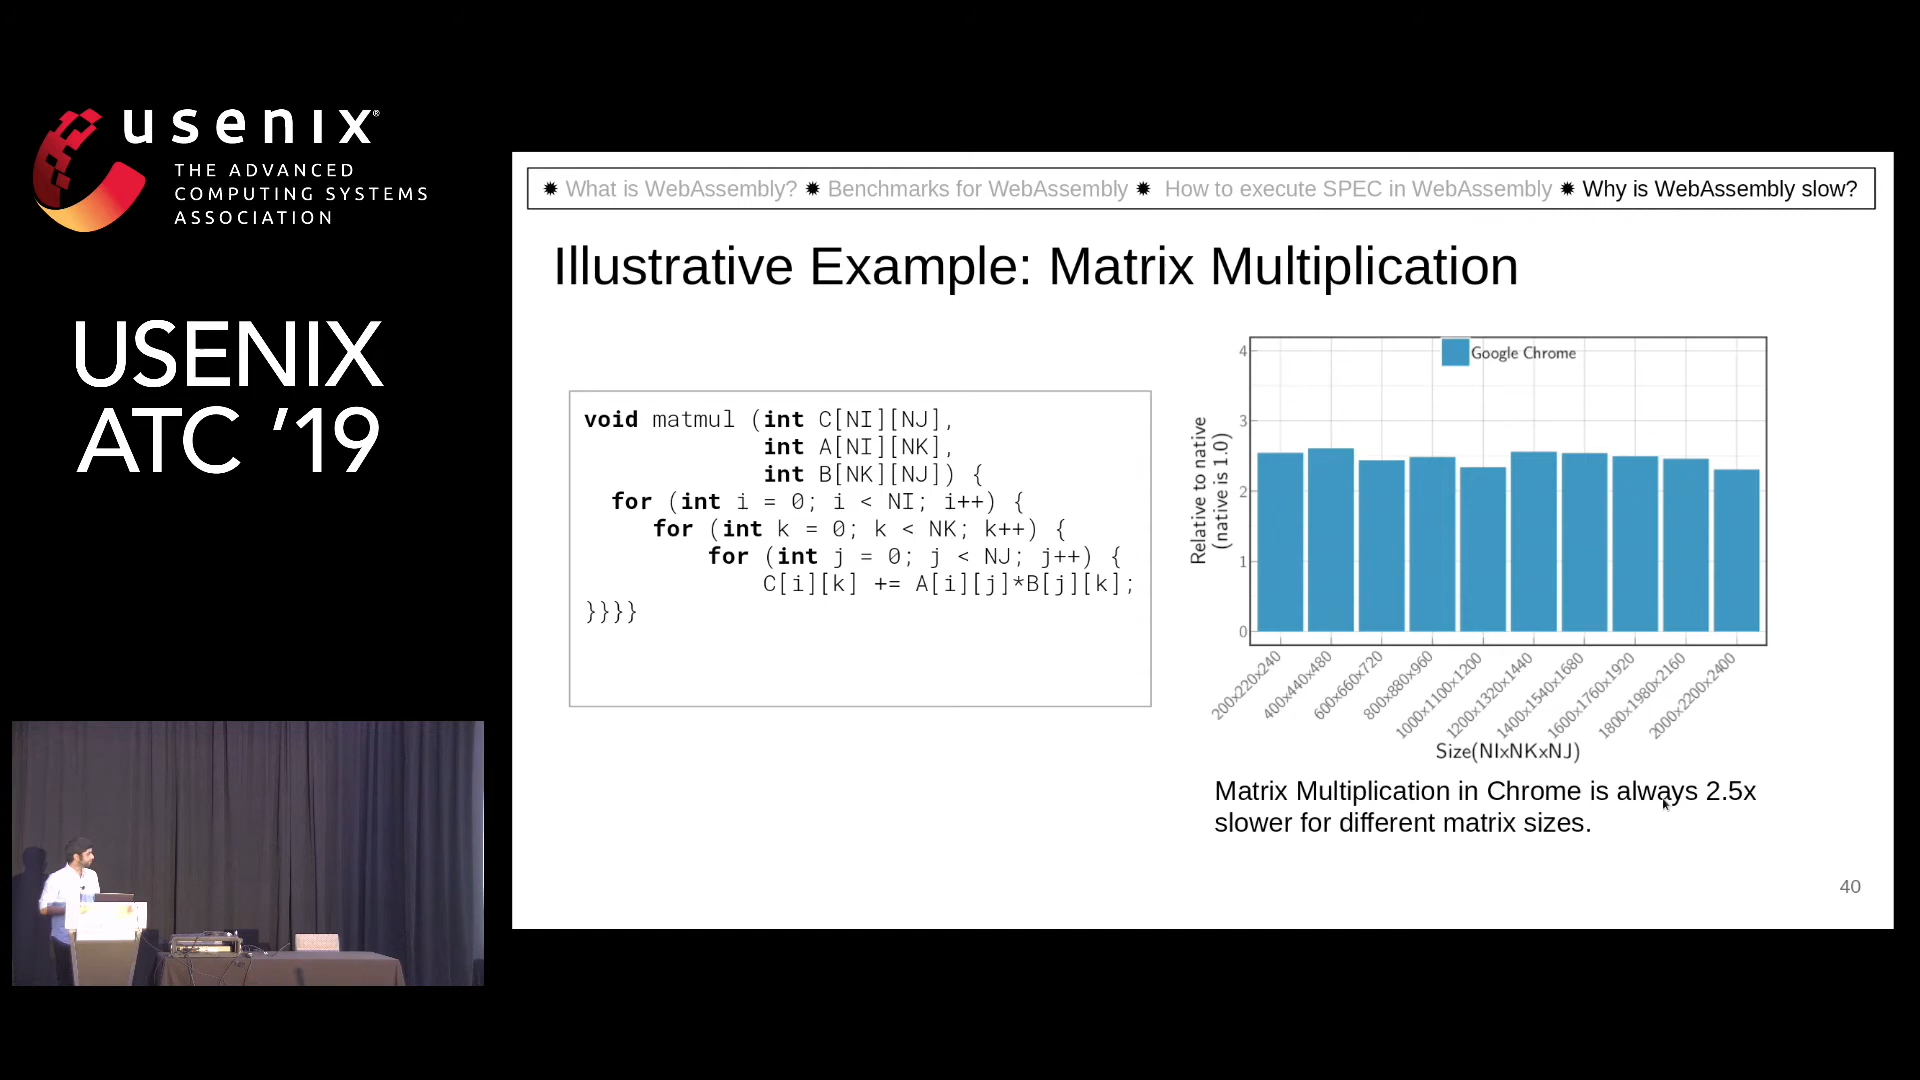 usenix®
THE ADVANCED
COMPUTING SYSTEMS
ASSOCIATION
USENIX
ATC ’19
✹ What is WebAssembly? ✹ Benchmarks for WebAssembly ✹ How to execute SPEC in WebAssembly ✹ Why is WebAssembly slow?
Illustrative Example: Matrix Multiplication
void matmul (int C[NI][NJ],
int A[NI][NK],
int B[NK][NJ]) {
for (int i = 0; i < NI; i++) {
for (int k = 0; k < NK; k++) {
for (int j = 0; j < NJ; j++) {
C[i][k] += A[i][j]*B[j][k];
}}}}
Google Chrome
4
3
2
1
0
Relative to native
(native is 1.0)
200x220x240
400x440x480
600x660x720
800x880x960
1000x1100x1200
1200x1320x1440
1400x1540x1680
1600x1760x1920
1800x1980x2160
2000x2200x2400
Size(NIxNKxNJ)
Matrix Multiplication in Chrome is always 2.5x
slower for different matrix sizes.
40